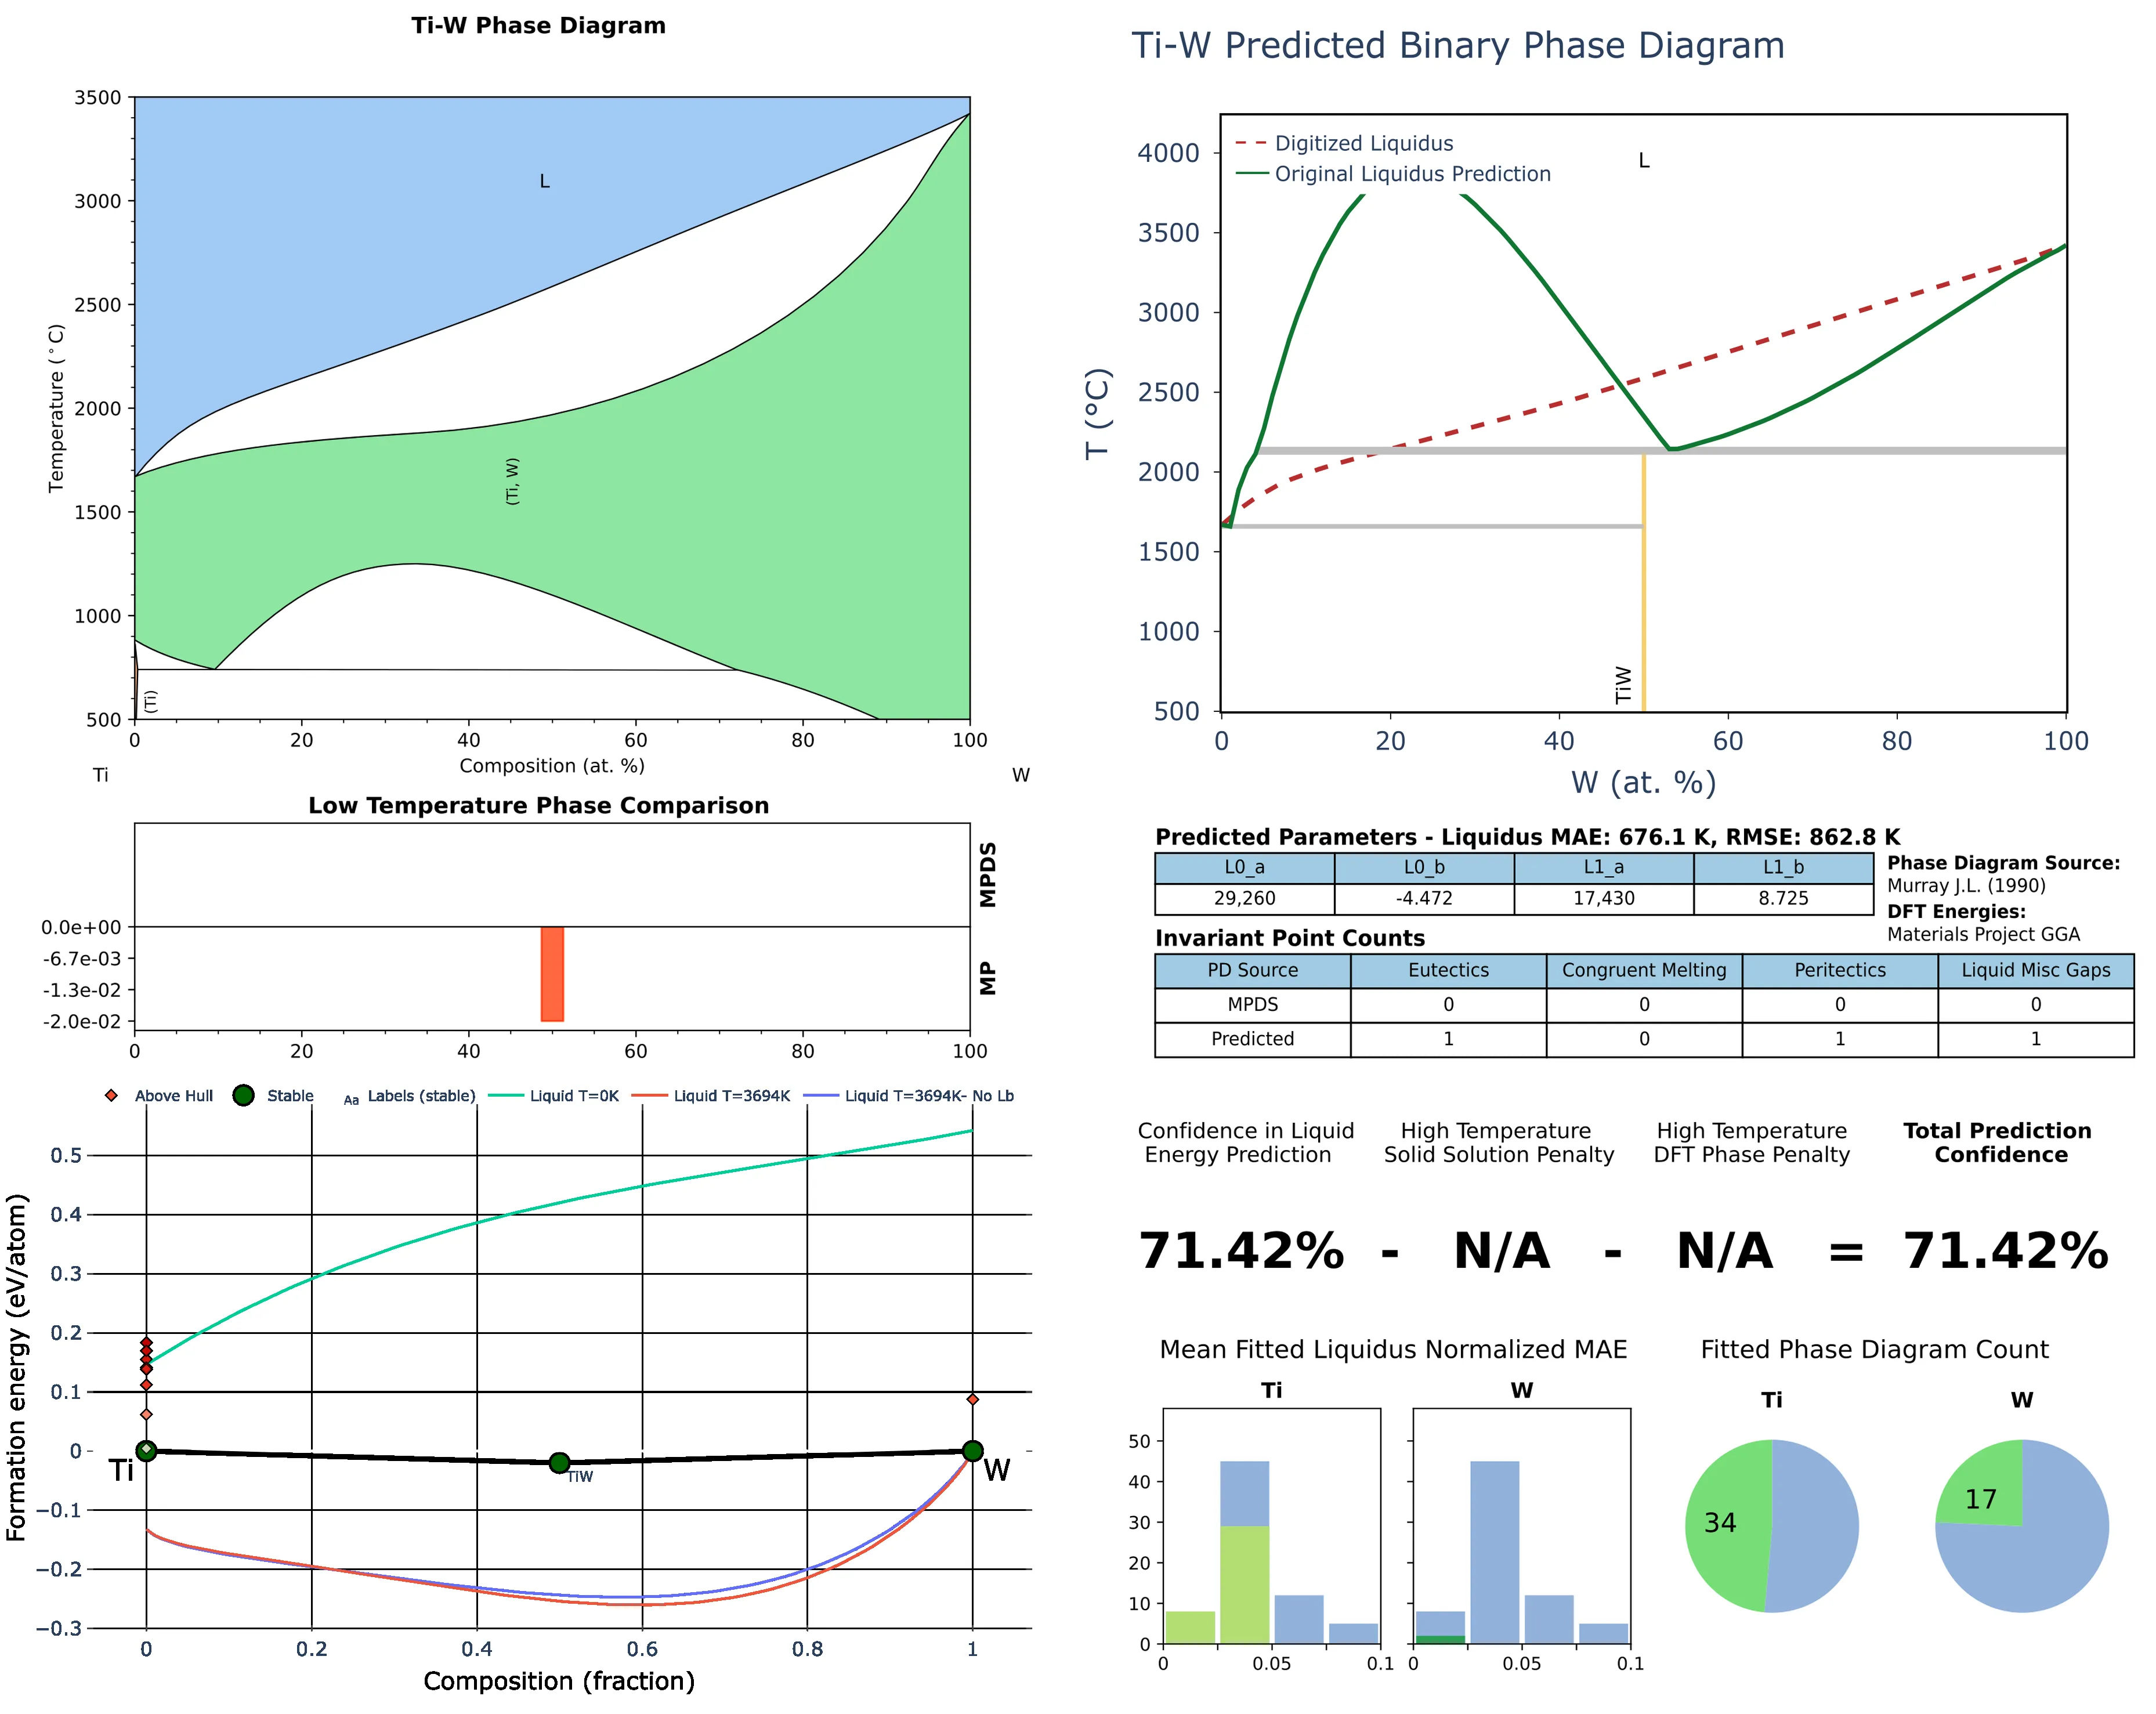 Ti-W Phase Diagram
3500
3000
2500
2000
1500
1000
500
Temperature (°C)
L
(Ti, W)
(Ti)
0 20 40 60 80 100
Composition (at. %)
Ti W
Ti-W Predicted Binary Phase Diagram
4000
3500
3000
2500
2000
1500
1000
500
T (°C)
Digitized Liquidus
Original Liquidus Prediction
L
TiW
0 20 40 60 80 100
W (at. %)
Low Temperature Phase Comparison
MPDS
MP
0.0e+00
-6.7e-03
-1.3e-02
-2.0e-02
0 20 40 60 80 100
Predicted Parameters - Liquidus MAE: 676.1 K, RMSE: 862.8 K
L0_a L0_b L1_a L1_b
29,260 -4.472 17,430 8.725
Phase Diagram Source:
Murray J.L. (1990)
DFT Energies:
Materials Project GGA
Invariant Point Counts
PD Source Eutectics Congruent Melting Peritectics Liquid Misc Gaps
MPDS 0 0 0 0
Predicted 1 0 1 1
Above Hull Stable Aa Labels (stable) Liquid T=0K Liquid T=3694K Liquid T=3694K- No Lb
0.5
0.4
0.3
0.2
0.1
0
−0.1
−0.2
−0.3
Formation energy (eV/atom)
Ti
TiW
W
0 0.2 0.4 0.6 0.8 1
Composition (fraction)
Confidence in Liquid
Energy Prediction
High Temperature
Solid Solution Penalty
High Temperature
DFT Phase Penalty
Total Prediction
Confidence
71.42% - N/A - N/A = 71.42%
Mean Fitted Liquidus Normalized MAE
Ti W
50
40
30
20
10
0
0 0.05 0.1 0 0.05 0.1
Fitted Phase Diagram Count
Ti W
34 17